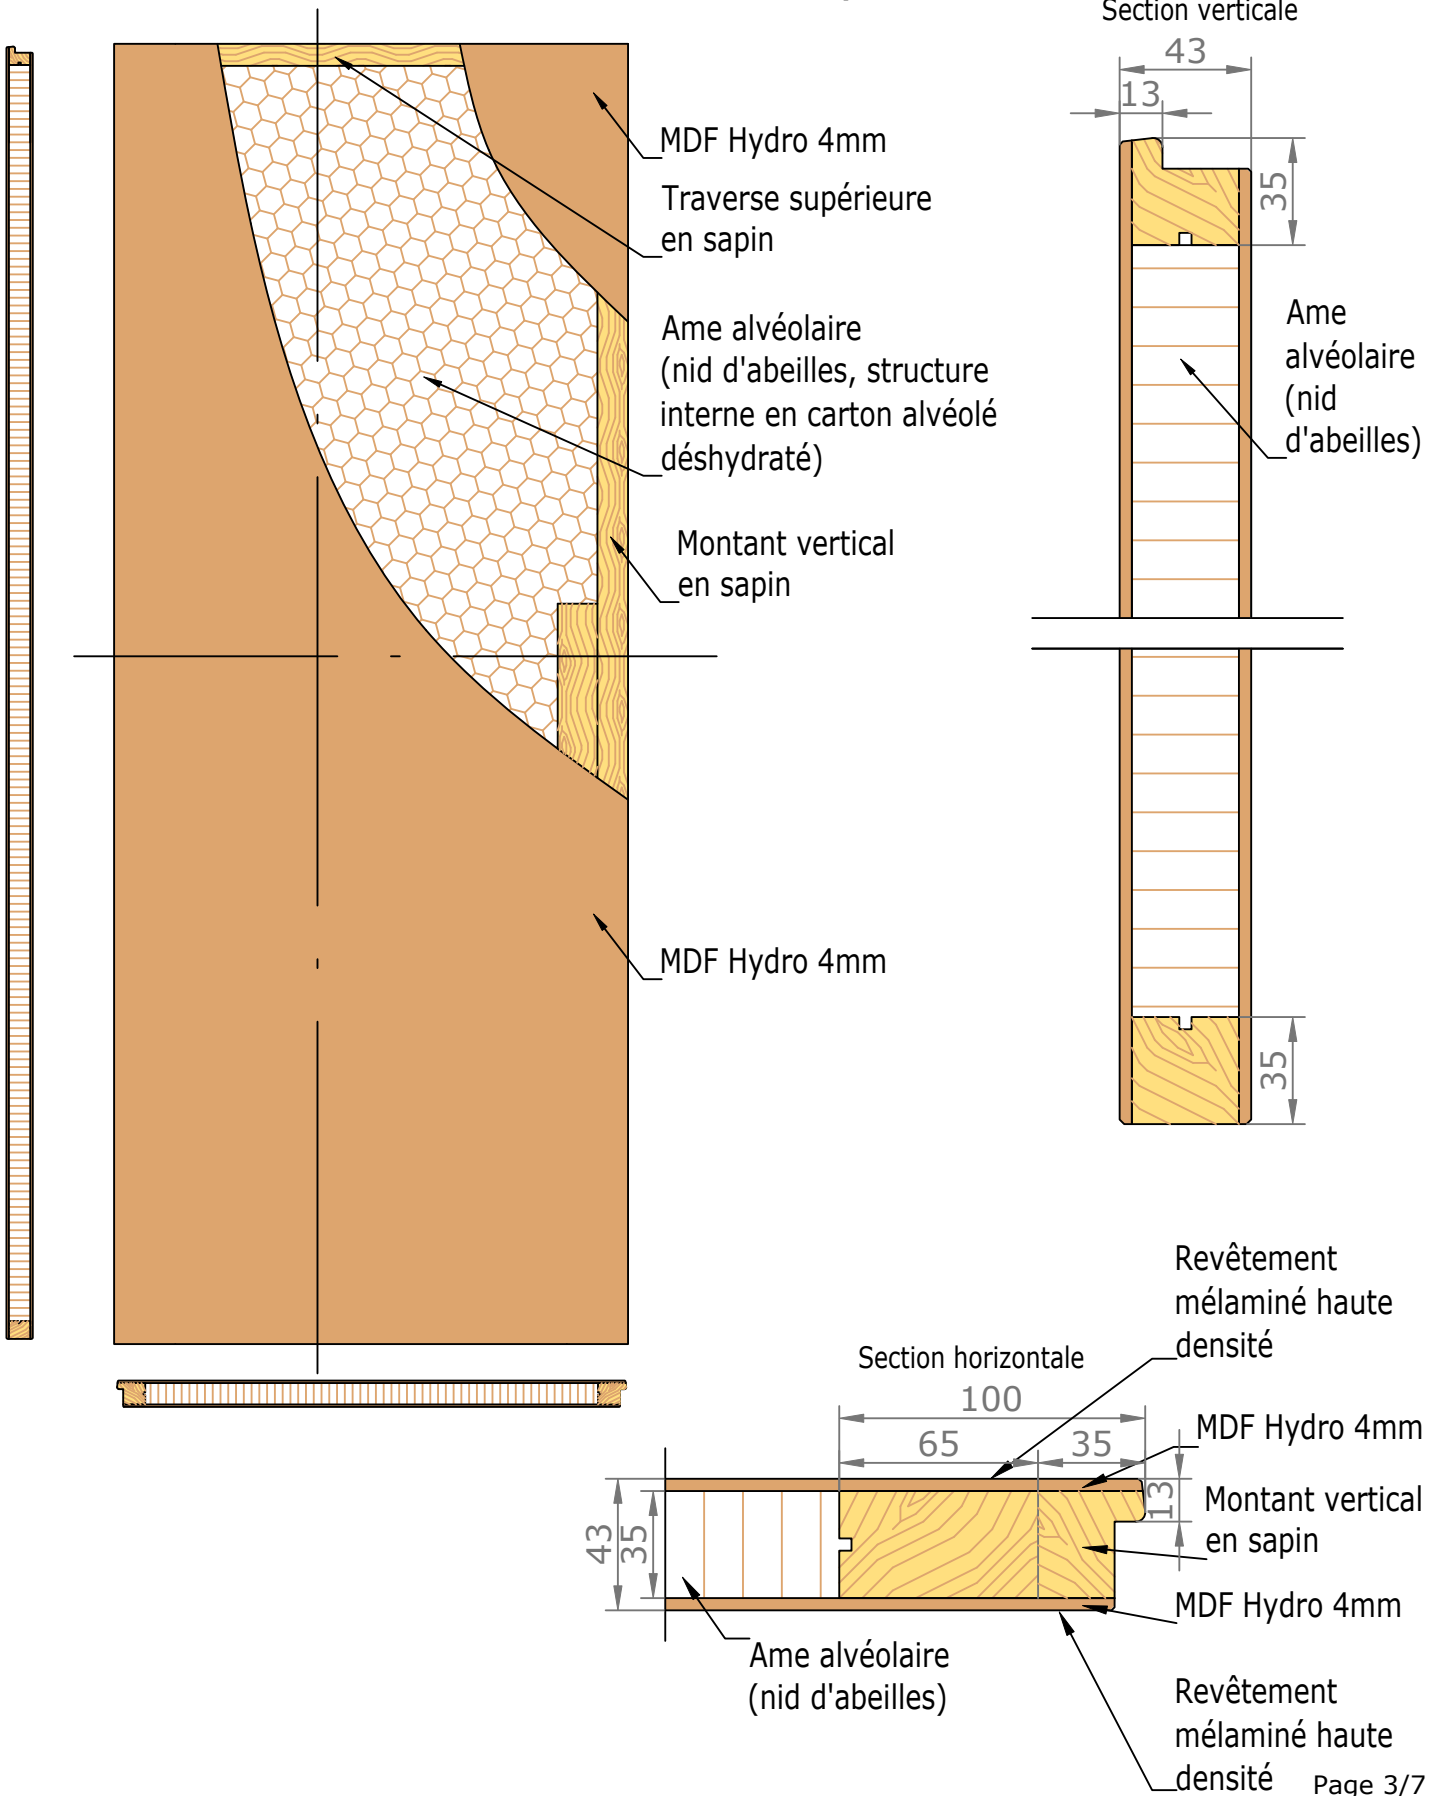 Section verticale
43
13
35
MDF Hydro 4mm
Traverse supérieure
en sapin
Ame alvéolaire
(nid d'abeilles, structure
interne en carton alvéolé
déshydraté)
Ame
alvéolaire
(nid
d'abeilles)
Montant vertical
en sapin
MDF Hydro 4mm
35
Revêtement
mélaminé haute
densité
Section horizontale
100
65
35
MDF Hydro 4mm
13
Montant vertical
en sapin
43
35
MDF Hydro 4mm
Ame alvéolaire
(nid d'abeilles)
Revêtement
mélaminé haute
densité
Page 3/7